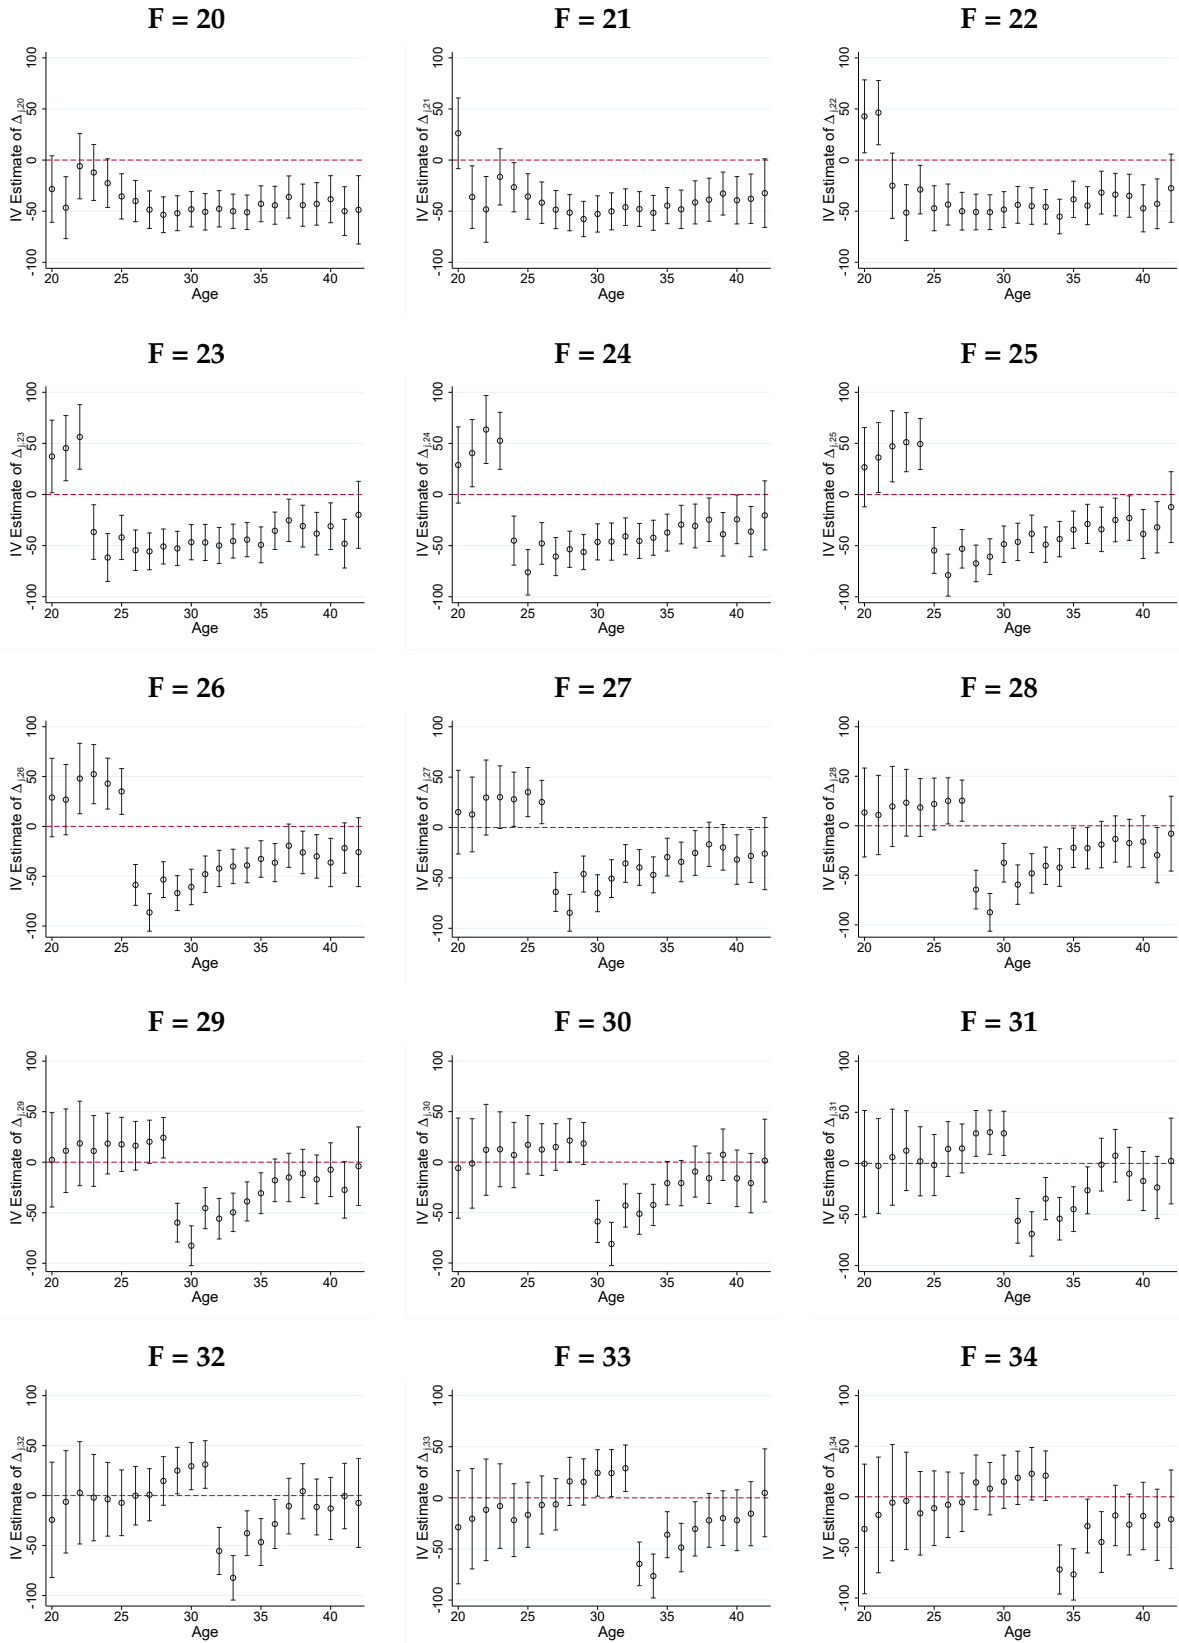 F = 20
F = 21
F = 22
IV Estimate of Δj,20
100
50
0
-50
-100
20 25 30 35 40
Age
IV Estimate of Δj,21
100
50
0
-50
-100
20 25 30 35 40
Age
IV Estimate of Δj,22
100
50
0
-50
-100
20 25 30 35 40
Age
F = 23
F = 24
F = 25
IV Estimate of Δj,23
100
50
0
-50
-100
20 25 30 35 40
Age
IV Estimate of Δj,24
100
50
0
-50
-100
20 25 30 35 40
Age
IV Estimate of Δj,25
100
50
0
-50
-100
20 25 30 35 40
Age
F = 26
F = 27
F = 28
IV Estimate of Δj,26
100
50
0
-50
-100
20 25 30 35 40
Age
IV Estimate of Δj,27
100
50
0
-50
-100
20 25 30 35 40
Age
IV Estimate of Δj,28
100
50
0
-50
-100
20 25 30 35 40
Age
F = 29
F = 30
F = 31
IV Estimate of Δj,29
100
50
0
-50
-100
20 25 30 35 40
Age
IV Estimate of Δj,30
100
50
0
-50
-100
20 25 30 35 40
Age
IV Estimate of Δj,31
100
50
0
-50
-100
20 25 30 35 40
Age
F = 32
F = 33
F = 34
IV Estimate of Δj,32
100
50
0
-50
-100
20 25 30 35 40
Age
IV Estimate of Δj,33
100
50
0
-50
-100
20 25 30 35 40
Age
IV Estimate of Δj,34
100
50
0
-50
-100
20 25 30 35 40
Age